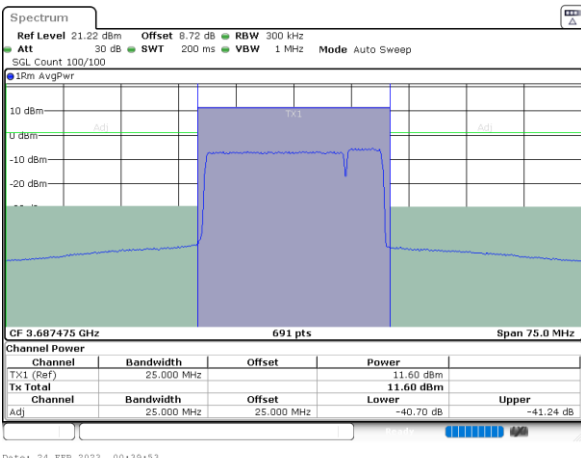 Spectrum
Ref Level 21.22 dBm Offset 8.72 dB RBW 300 kHz
Att 30 dB SWT 200 ms VBW 1 MHz Mode Auto Sweep
SGL Count 100/100
1Rm AvgPwr
10 dBm
TX1
Adj Adj
0 dBm
-10 dBm
-20 dBm
CF 3.687475 GHz 691 pts Span 75.0 MHz
Channel Power
Channel Bandwidth Offset Power
TX1 (Ref) 25.000 MHz 11.60 dBm
Tx Total 11.60 dBm
Channel Bandwidth Offset Lower Upper
Adj 25.000 MHz 25.000 MHz -40.70 dB -41.24 dB
Ready